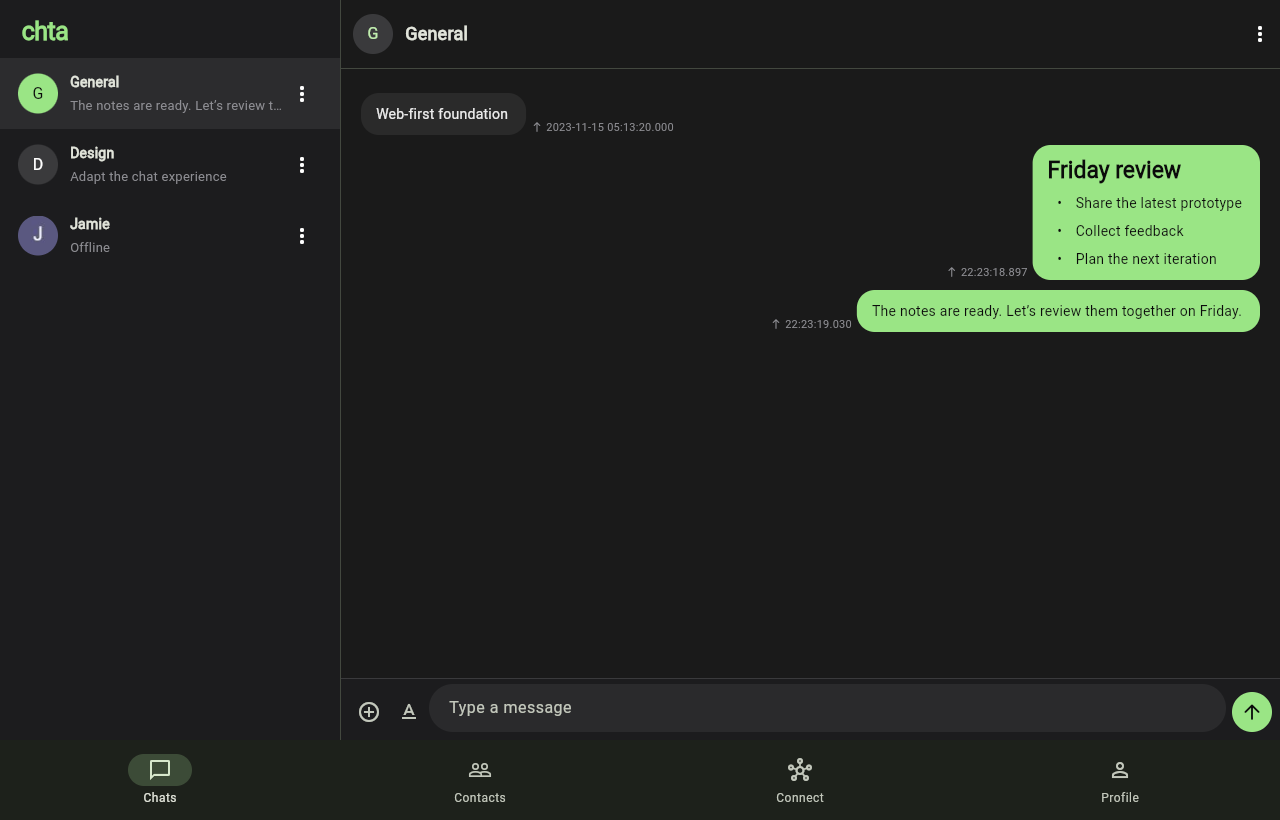 chta
G
General
The notes are ready. Let’s review t…
D
Design
Adapt the chat experience
J
Jamie
Offline
G
General
Web-first foundation
↑ 2023-11-15 05:13:20.000
Friday review
• Share the latest prototype
• Collect feedback
• Plan the next iteration
↑ 22:23:18.897
The notes are ready. Let’s review them together on Friday.
↑ 22:23:19.030
A
Type a message
Chats
Contacts
Connect
Profile